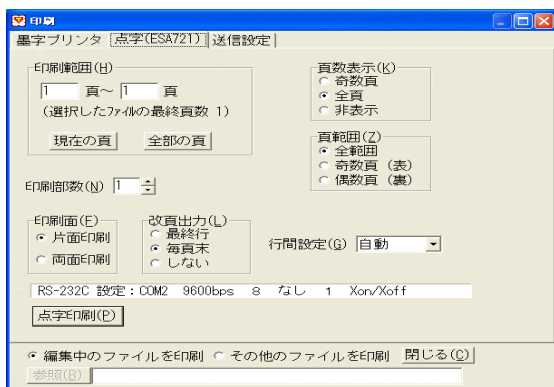 印刷
墨字プリンタ 点字(ESA721) 送信設定
印刷範囲(H)
1 頁～ 1 頁
(選択したファイルの最終頁数 1)
現在の頁 全部の頁
頁数表示(K)
奇数頁
全頁
非表示
頁範囲(Z)
全範囲
奇数頁 (表)
偶数頁 (裏)
印刷部数(N) 1
印刷面(F)
片面印刷
両面印刷
改頁出力(L)
最終行
毎頁末
しない
行間設定(G) 自動
RS-232C 設定：COM2 9600bps 8 なし 1 Xon/Xoff
点字印刷(P)
編集中のファイルを印刷 その他のファイルを印刷 閉じる(C)
参照(B)